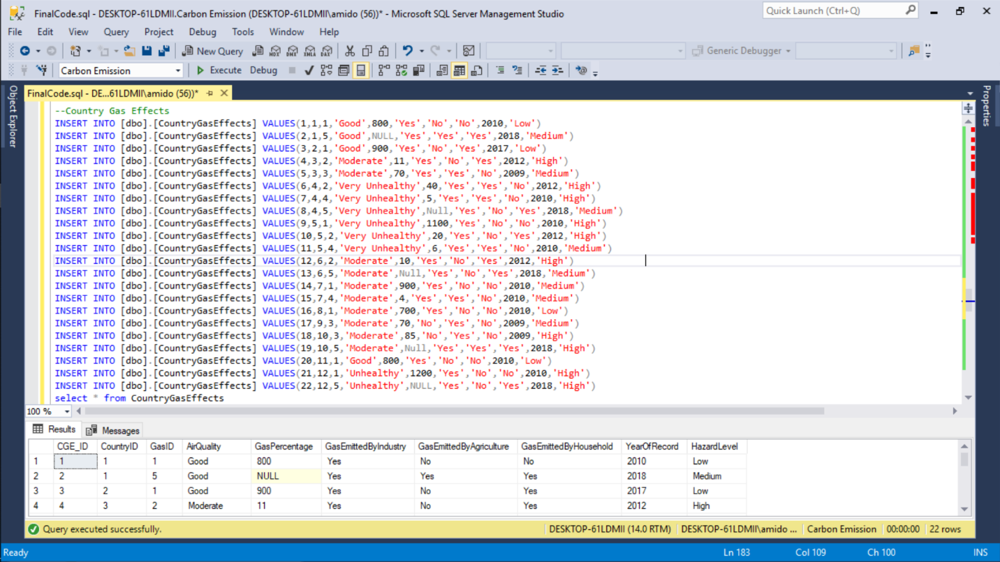 FinalCode.sql - DESKTOP-61LDMII.Carbon Emission (DESKTOP-61LDMII\amido (56))* - Microsoft SQL Server Management Studio
Quick Launch (Ctrl+Q)
File Edit View Query Project Debug Tools Window Help
New Query MDX DMX XMLA DAX Generic Debugger
Carbon Emission Execute Debug
Object Explorer
FinalCode.sql - DE...61LDMII\amido (56))*
Properties
--Country Gas Effects
INSERT INTO [dbo].[CountryGasEffects] VALUES(1,1,1,'Good',800,'Yes','No','No',2010,'Low')
INSERT INTO [dbo].[CountryGasEffects] VALUES(2,1,5,'Good',NULL,'Yes','Yes','Yes',2018,'Medium')
INSERT INTO [dbo].[CountryGasEffects] VALUES(3,2,1,'Good',900,'Yes','No','Yes',2017,'Low')
INSERT INTO [dbo].[CountryGasEffects] VALUES(4,3,2,'Moderate',11,'Yes','No','Yes',2012,'High')
INSERT INTO [dbo].[CountryGasEffects] VALUES(5,3,3,'Moderate',70,'Yes','Yes','No',2009,'Medium')
INSERT INTO [dbo].[CountryGasEffects] VALUES(6,4,2,'Very Unhealthy',40,'Yes','Yes','No',2012,'High')
INSERT INTO [dbo].[CountryGasEffects] VALUES(7,4,4,'Very Unhealthy',5,'Yes','Yes','No',2010,'High')
INSERT INTO [dbo].[CountryGasEffects] VALUES(8,4,5,'Very Unhealthy',Null,'Yes','No','Yes',2018,'Medium')
INSERT INTO [dbo].[CountryGasEffects] VALUES(9,5,1,'Very Unhealthy',1100,'Yes','No','No',2010,'High')
INSERT INTO [dbo].[CountryGasEffects] VALUES(10,5,2,'Very Unhealthy',20,'Yes','No','Yes',2012,'High')
INSERT INTO [dbo].[CountryGasEffects] VALUES(11,5,4,'Very Unhealthy',6,'Yes','Yes','No',2010,'Medium')
INSERT INTO [dbo].[CountryGasEffects] VALUES(12,6,2,'Moderate',10,'Yes','No','Yes',2012,'High')
INSERT INTO [dbo].[CountryGasEffects] VALUES(13,6,5,'Moderate',Null,'Yes','No','Yes',2018,'Medium')
INSERT INTO [dbo].[CountryGasEffects] VALUES(14,7,1,'Moderate',900,'Yes','No','No',2010,'Medium')
INSERT INTO [dbo].[CountryGasEffects] VALUES(15,7,4,'Moderate',4,'Yes','Yes','No',2010,'Medium')
INSERT INTO [dbo].[CountryGasEffects] VALUES(16,8,1,'Moderate',700,'Yes','No','No',2010,'Low')
INSERT INTO [dbo].[CountryGasEffects] VALUES(17,9,3,'Moderate',70,'No','Yes','No',2009,'Medium')
INSERT INTO [dbo].[CountryGasEffects] VALUES(18,10,3,'Moderate',85,'No','Yes','No',2009,'High')
INSERT INTO [dbo].[CountryGasEffects] VALUES(19,10,5,'Moderate',Null,'Yes','Yes','Yes',2018,'High')
INSERT INTO [dbo].[CountryGasEffects] VALUES(20,11,1,'Good',800,'Yes','No','No',2010,'Low')
INSERT INTO [dbo].[CountryGasEffects] VALUES(21,12,1,'Unhealthy',1200,'Yes','No','No',2010,'High')
INSERT INTO [dbo].[CountryGasEffects] VALUES(22,12,5,'Unhealthy',NULL,'Yes','No','Yes',2018,'High')
select * from CountryGasEffects
100 %
Results Messages
CGE_ID CountryID GasID AirQuality GasPercentage GasEmittedByIndustry GasEmittedByAgriculture GasEmittedByHousehold YearOfRecord HazardLevel
1 1 1 1 Good 800 Yes No No 2010 Low
2 2 1 5 Good NULL Yes Yes Yes 2018 Medium
3 3 2 1 Good 900 Yes No Yes 2017 Low
4 4 3 2 Moderate 11 Yes No Yes 2012 High
Query executed successfully. DESKTOP-61LDMII (14.0 RTM) DESKTOP-61LDMII\amido ... Carbon Emission 00:00:00 22 rows
Ready Ln 183 Col 109 Ch 100 INS